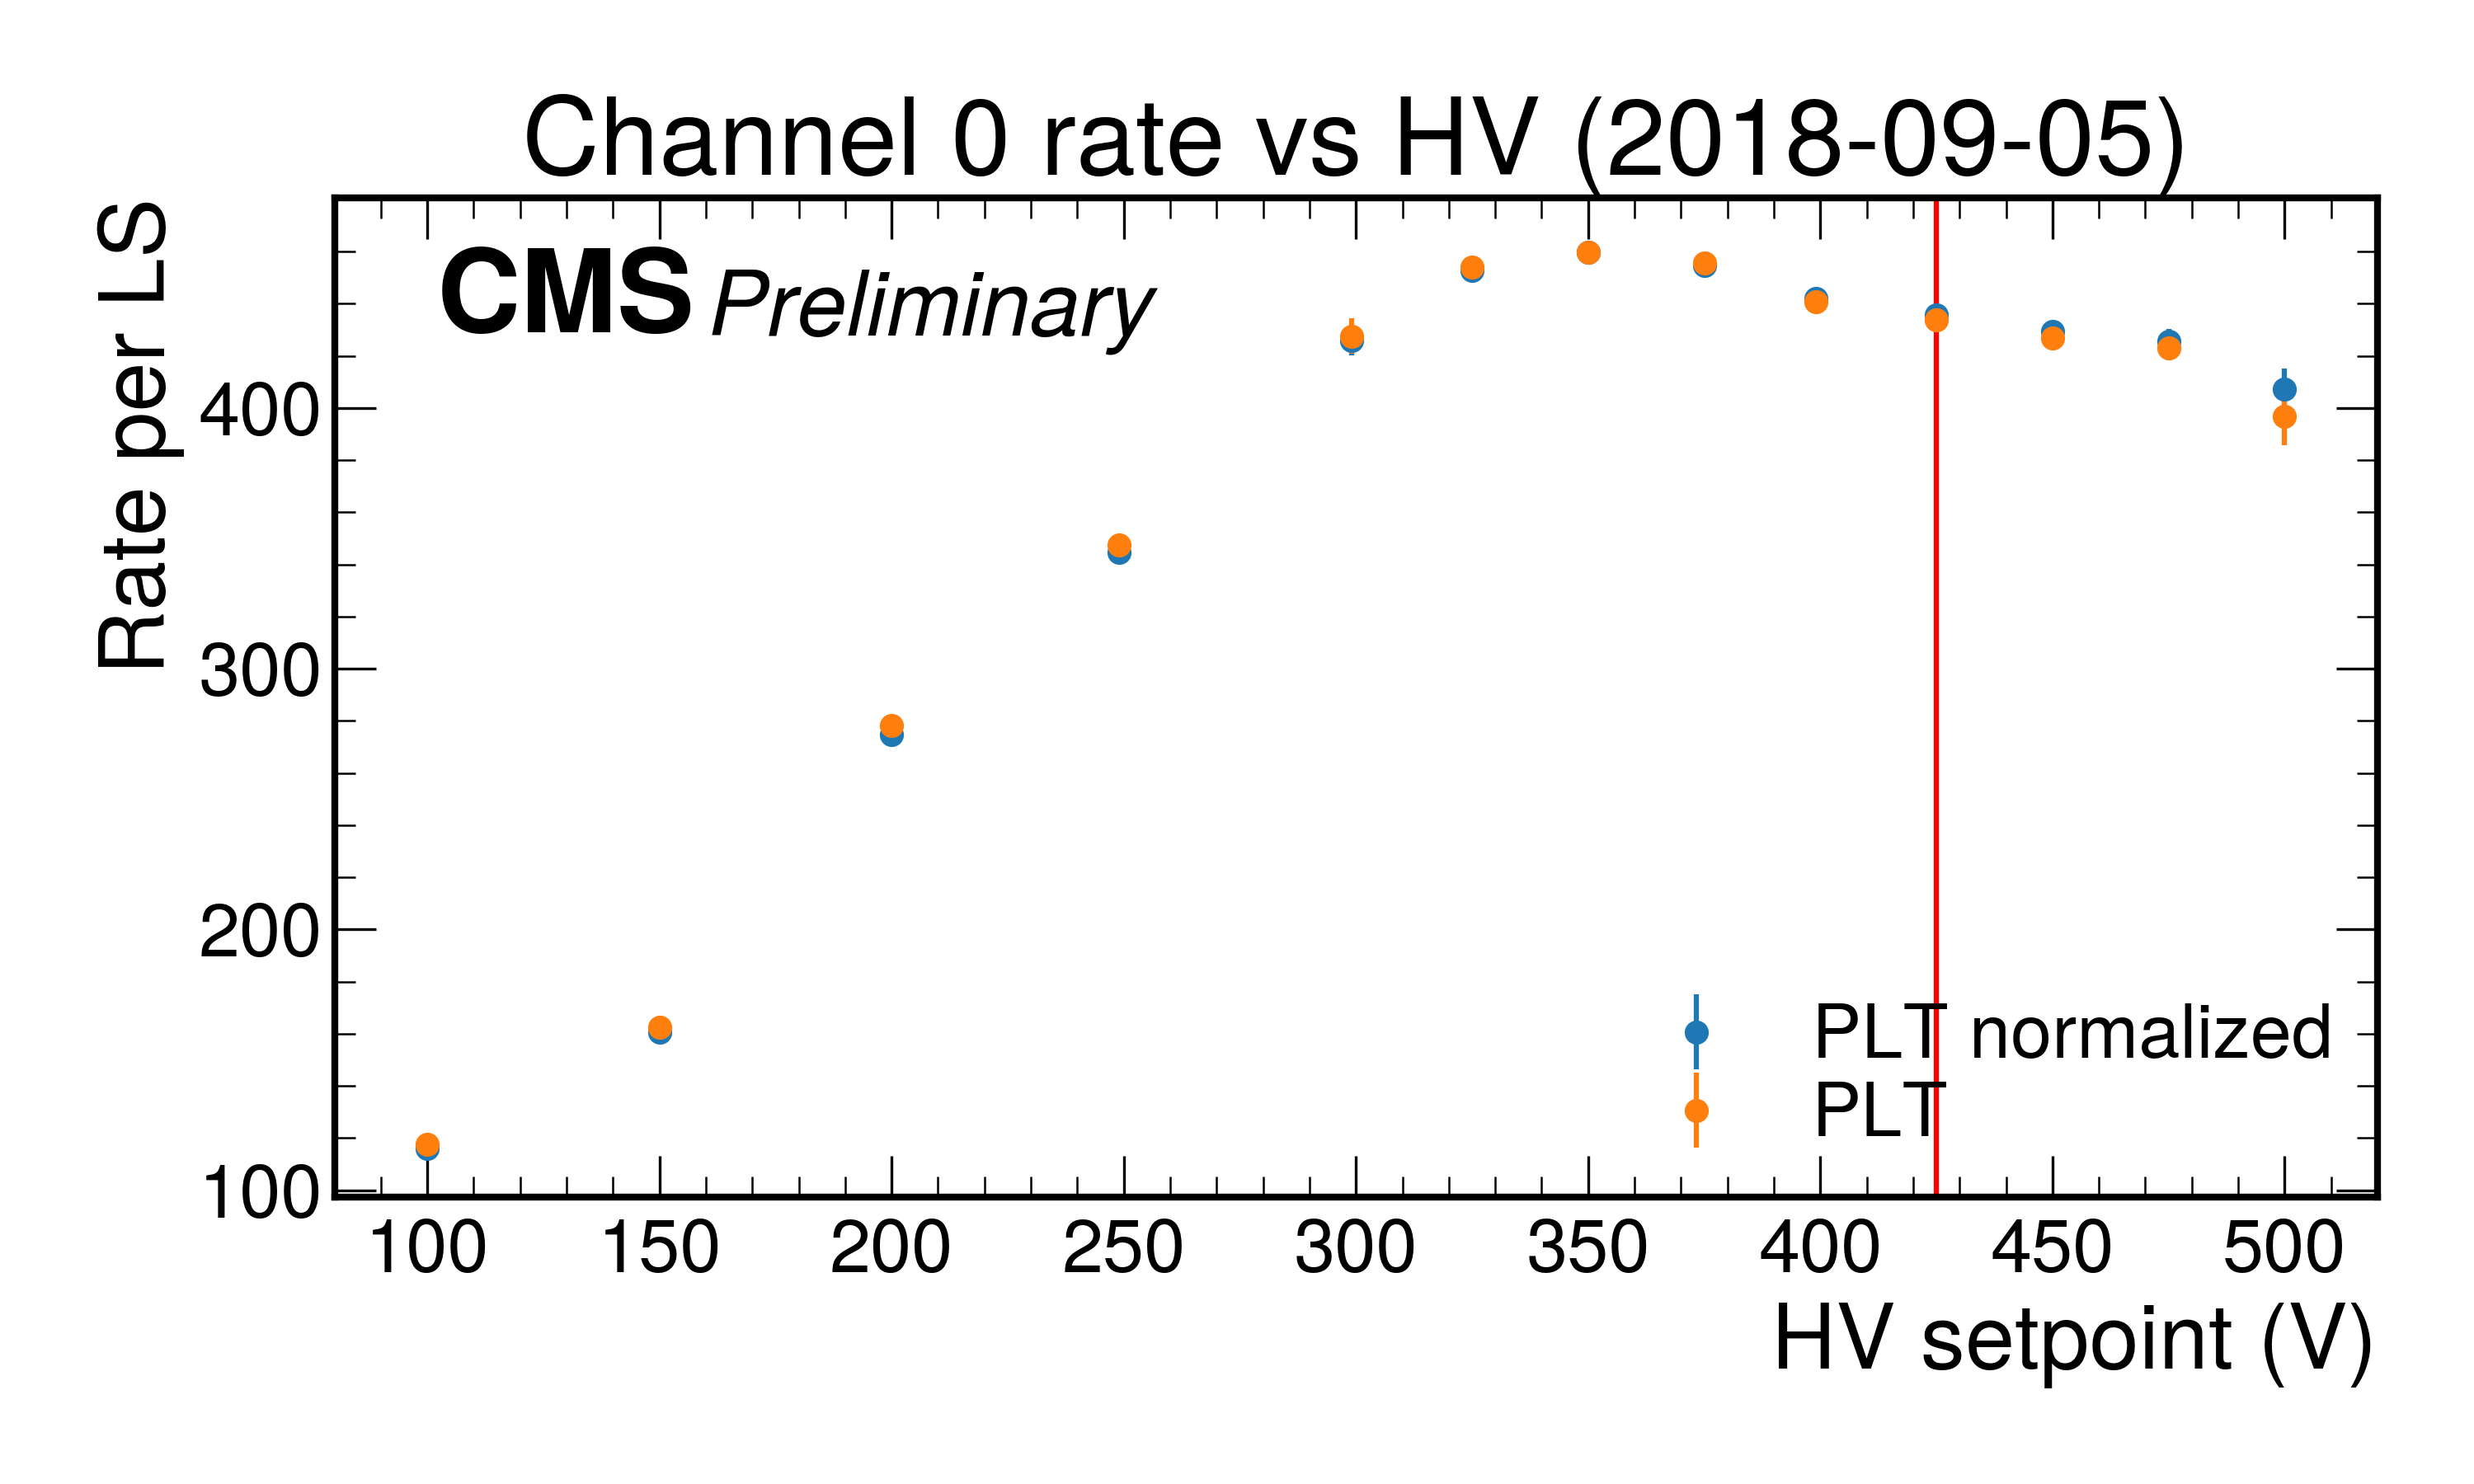 Channel 0 rate vs HV (2018-09-05)
CMS Preliminary
Rate per LS
400
300
200
100
PLT normalized
PLT
100 150 200 250 300 350 400 450 500
HV setpoint (V)